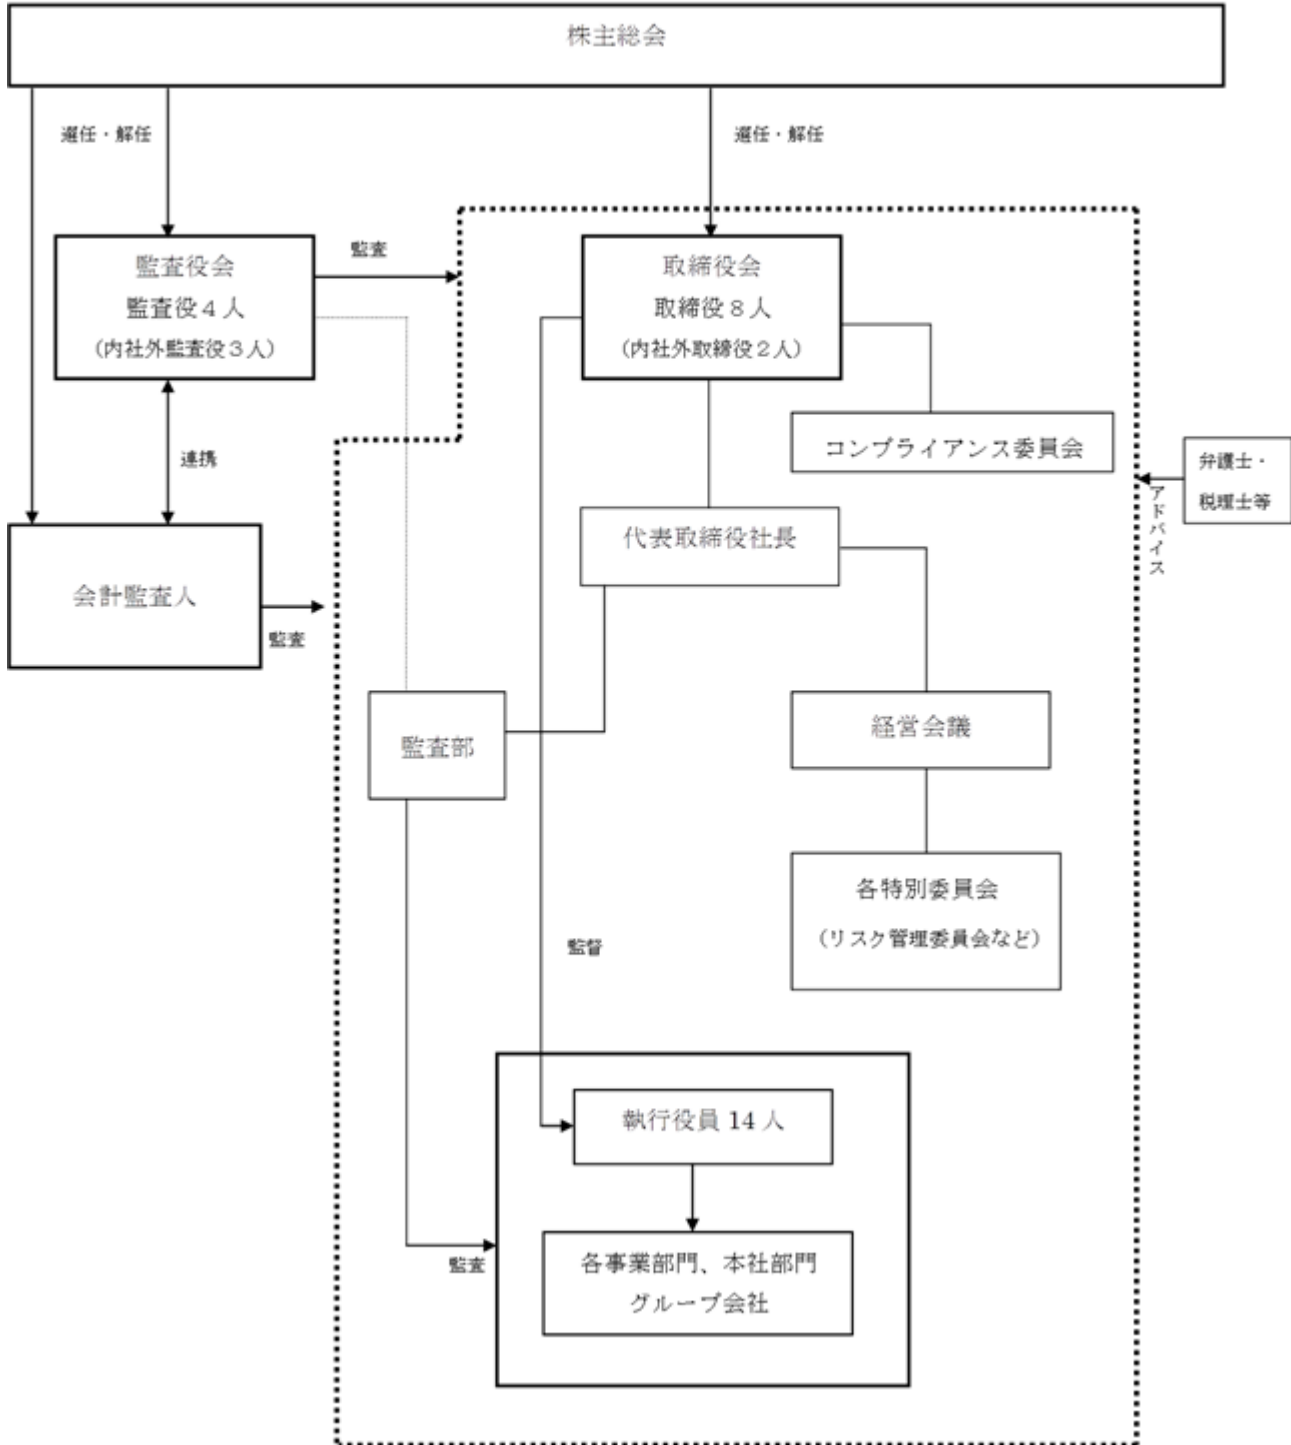 株主総会
選任・解任
選任・解任
監査役会
監査役４人
(内社外監査役３人)
監査
取締役会
取締役８人
(内社外取締役２人)
コンプライアンス委員会
連携
弁護士・
税理士等
アドバイス
代表取締役社長
会計監査人
監査
監査部
経営会議
各特別委員会
(リスク管理委員会など)
監督
執行役員 14 人
監査
各事業部門、本社部門
グループ会社